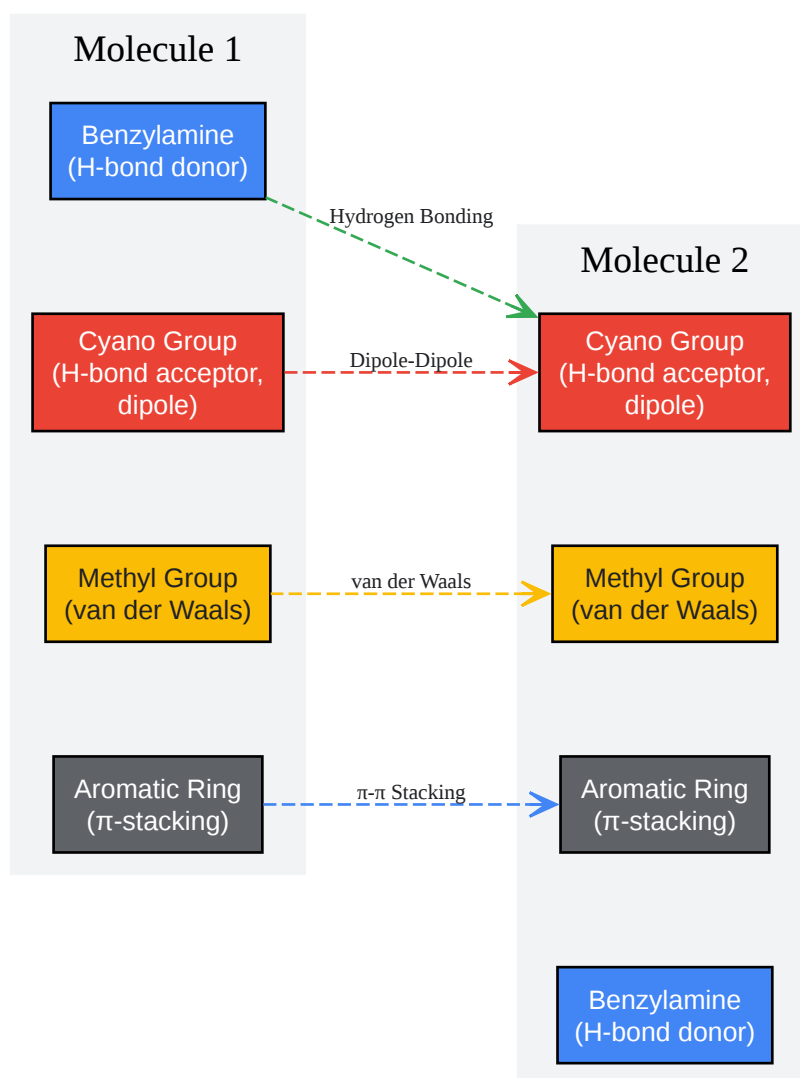 Molecule 1
Benzylamine
(H-bond donor)
Hydrogen Bonding
Cyano Group
(H-bond acceptor,
dipole)
Dipole-Dipole
Methyl Group
(van der Waals)
van der Waals
Aromatic Ring
(π-stacking)
π-π Stacking
Molecule 2
Cyano Group
(H-bond acceptor,
dipole)
Methyl Group
(van der Waals)
Aromatic Ring
(π-stacking)
Benzylamine
(H-bond donor)